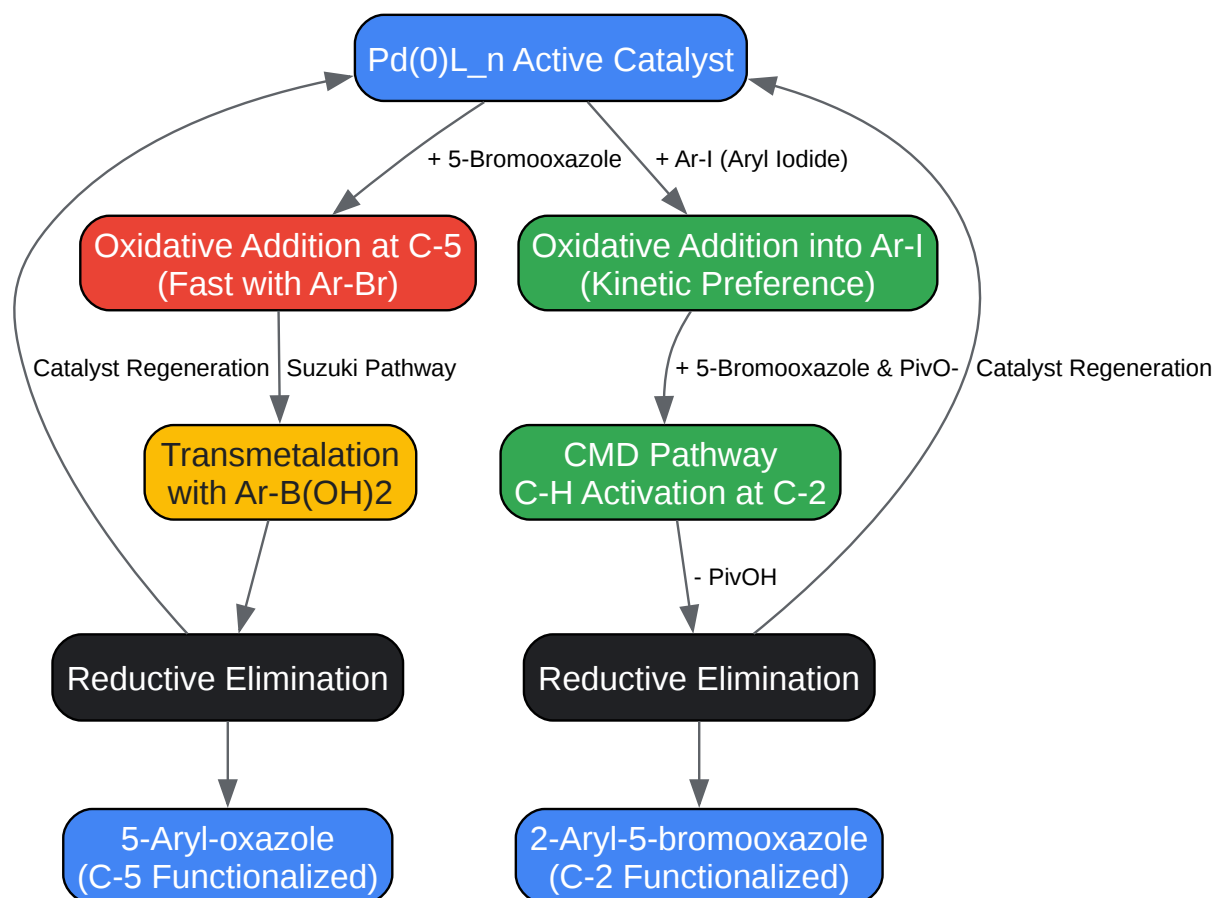 Pd(0)L_n Active Catalyst
+ 5-Bromooxazole
+ Ar-I (Aryl Iodide)
Oxidative Addition at C-5
(Fast with Ar-Br)
Oxidative Addition into Ar-I
(Kinetic Preference)
Catalyst Regeneration
Suzuki Pathway
+ 5-Bromooxazole & PivO-
Catalyst Regeneration
Transmetalation
with Ar-B(OH)2
CMD Pathway
C-H Activation at C-2
- PivOH
Reductive Elimination
Reductive Elimination
5-Aryl-oxazole
(C-5 Functionalized)
2-Aryl-5-bromooxazole
(C-2 Functionalized)